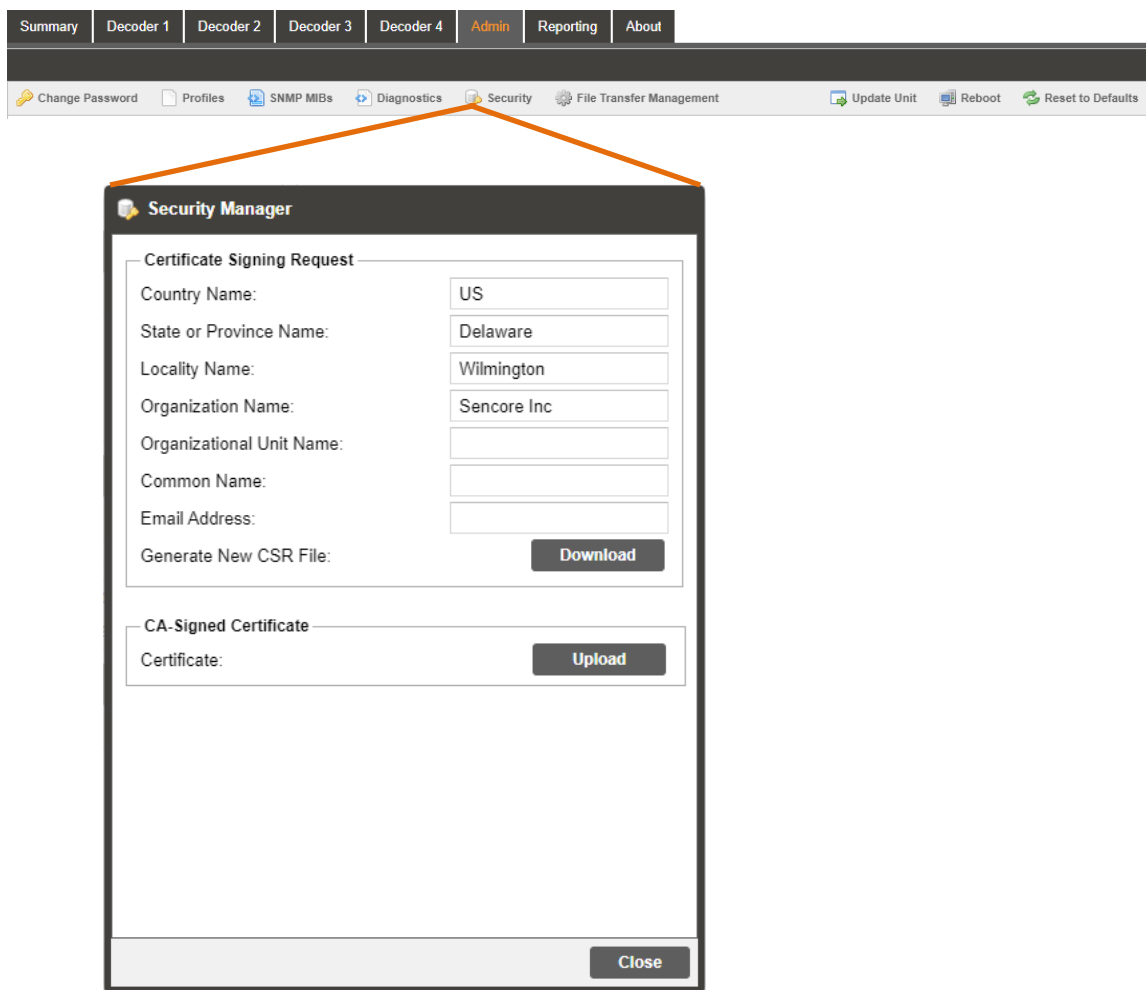 Summary Decoder 1 Decoder 2 Decoder 3 Decoder 4 Admin Reporting About
Change Password Profiles SNMP MIBs Diagnostics Security File Transfer Management Update Unit Reboot Reset to Defaults
Security Manager
Certificate Signing Request
Country Name: US
State or Province Name: Delaware
Locality Name: Wilmington
Organization Name: Sencore Inc
Organizational Unit Name:
Common Name:
Email Address:
Generate New CSR File: Download
CA-Signed Certificate
Certificate: Upload
Close